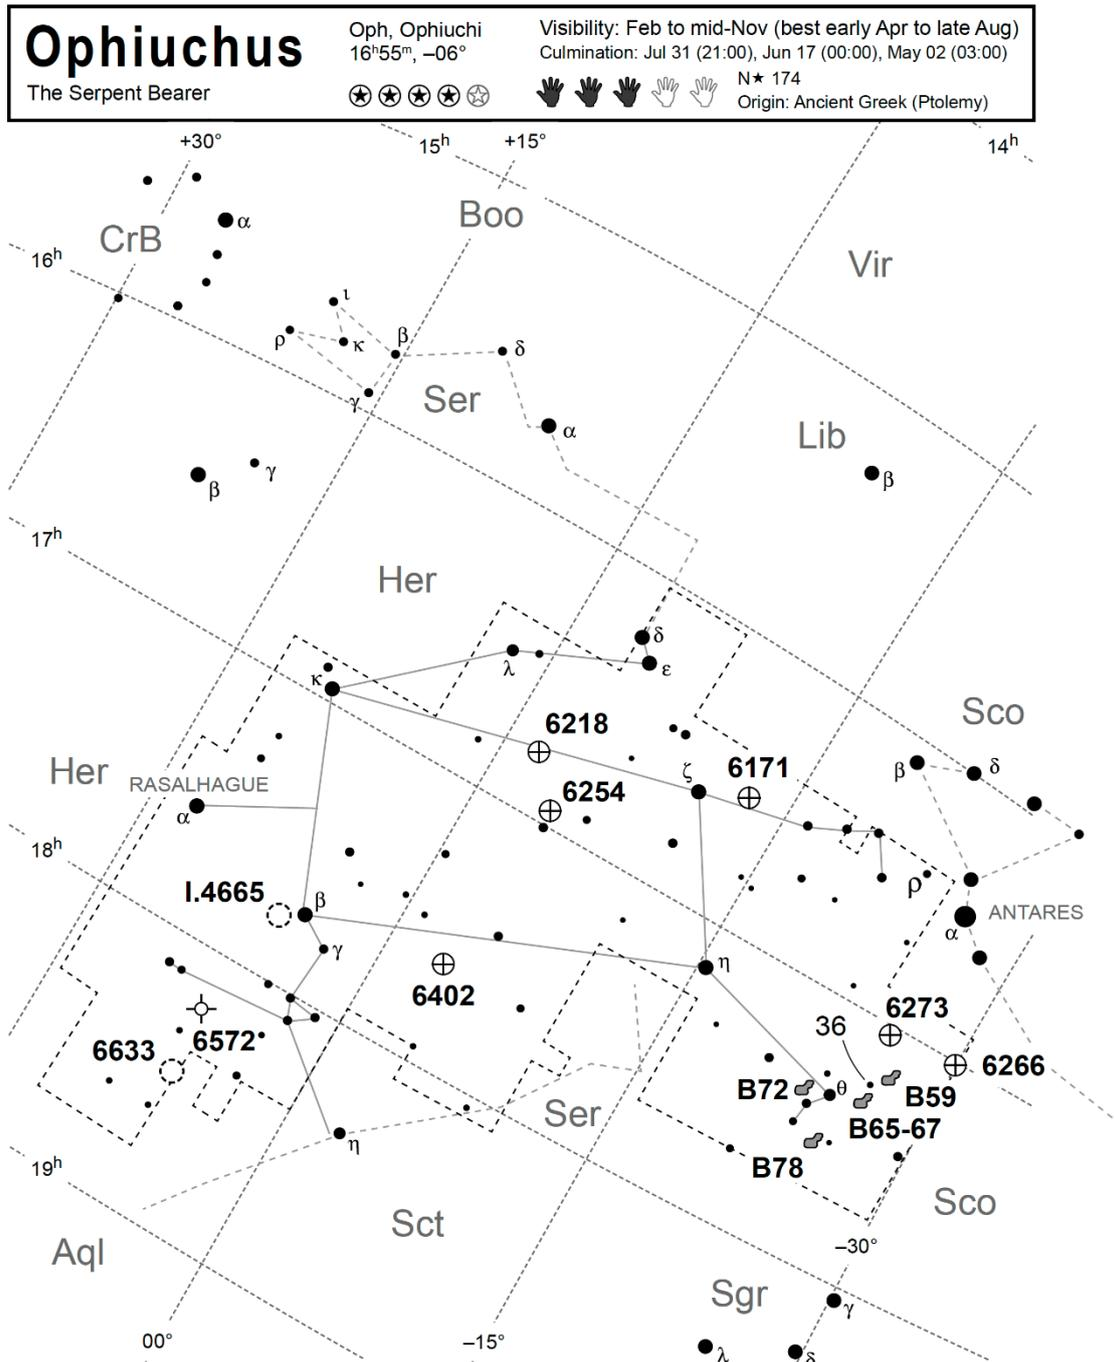 Ophiuchus
The Serpent Bearer
Oph, Ophiuchi
16ʰ55ᵐ, –06°
Visibility: Feb to mid-Nov (best early Apr to late Aug)
Culmination: Jul 31 (21:00), Jun 17 (00:00), May 02 (03:00)
N★ 174
Origin: Ancient Greek (Ptolemy)
+30°
15ʰ
+15°
14ʰ
α
Boo
CrB
16ʰ
Vir
ι
ρ
κ
β
δ
γ
Ser
α
Lib
β
γ
β
17ʰ
Her
δ
λ
ε
κ
Sco
6218
Her
RASALHAGUE
α
ζ
6171
β
δ
6254
18ʰ
I.4665
β
ρ
ANTARES
α
γ
η
6402
6273
36
6633
6572
6266
B72
θ
B59
B65-67
Ser
η
B78
19ʰ
Sct
Sco
Aql
–30°
Sgr
γ
00°
–15°
λ
δ